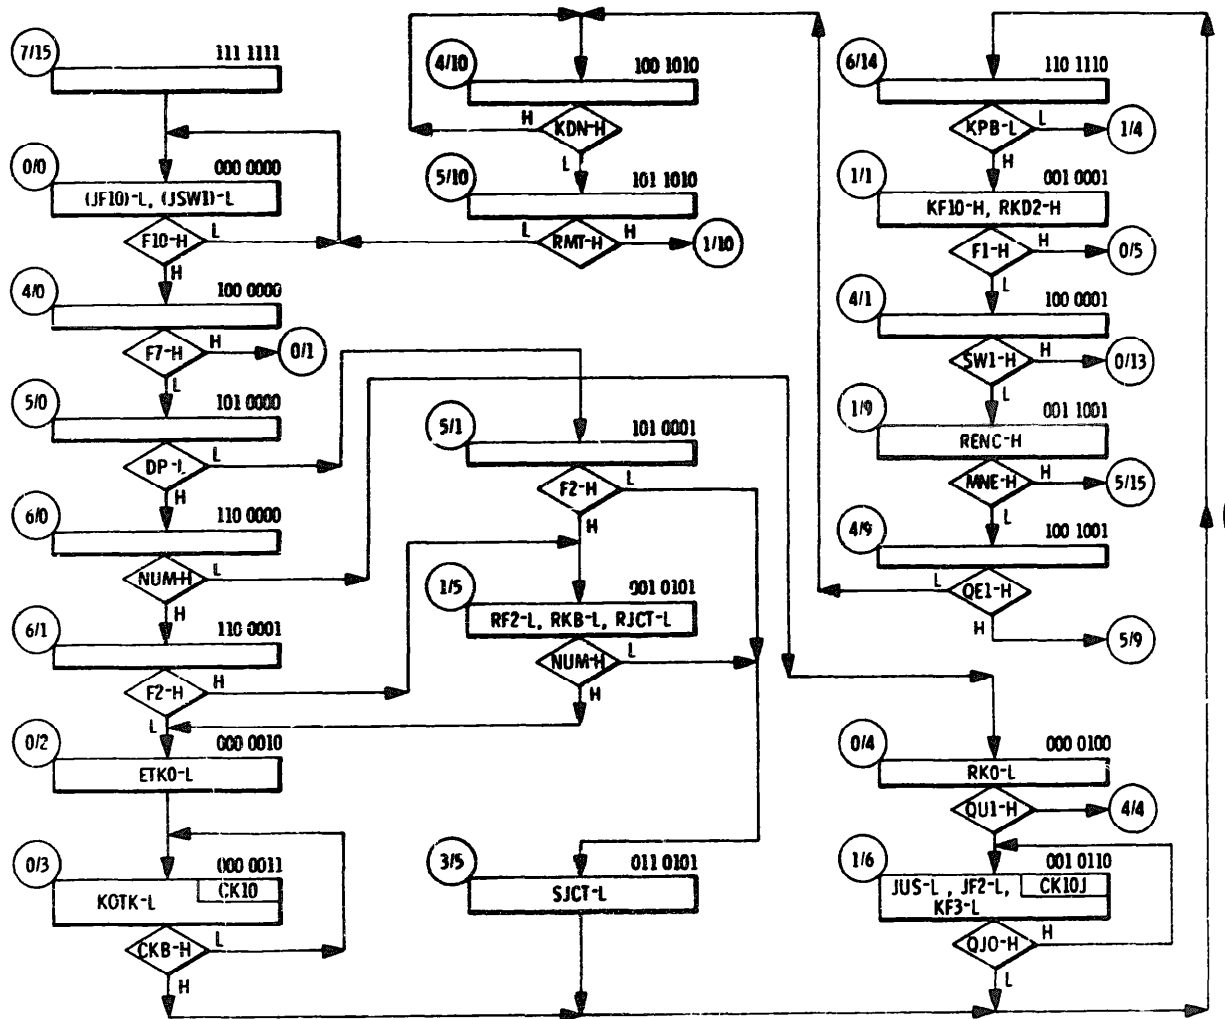 7/15
111 1111
0/0
000 0000
(JF10)-L, (JSW1)-L
F10-H
L
H
4/0
100 0000
F7-H
H
0/1
L
5/0
101 0000
DP-L
L
H
6/0
110 0000
NUM-H
L
H
6/1
110 0001
F2-H
H
L
0/2
000 0010
ETK0-L
0/3
000 0011
KOTK-L
CK10
CKB-H
L
H
4/10
100 1010
H
KDN-H
L
5/10
101 1010
L
RMT-H
H
1/10
5/1
101 0001
F2-H
L
H
1/5
001 0101
RF2-L, RKB-L, RJCT-L
NUM-H
L
H
3/5
011 0101
SJCT-L
6/14
110 1110
KPB-L
L
1/4
H
1/1
001 0001
KF10-H, RKD2-H
F1-H
H
0/5
L
4/1
100 0001
SW1-H
H
0/13
L
1/9
001 1001
RENC-H
MNE-H
H
5/15
L
4/9
100 1001
L
QE1-H
H
5/9
0/4
000 0100
RK0-L
QU1-H
4/4
1/6
001 0110
JUS-L , JF2-L,
CK10J
KF3-L
QJ0-H
H
L